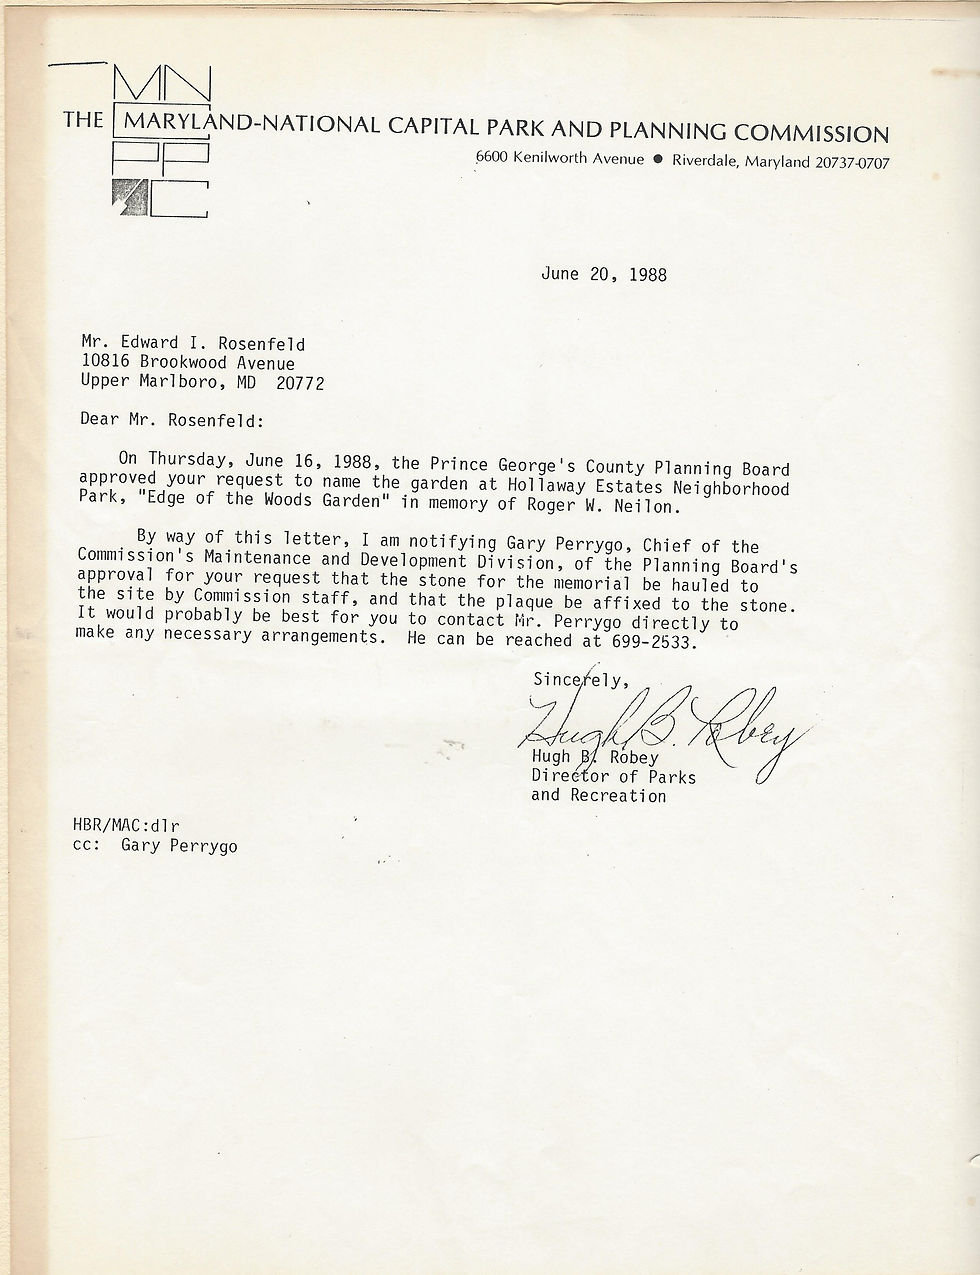 MN
THE MARYLAND-NATIONAL CAPITAL PARK AND PLANNING COMMISSION
PP
C
6600 Kenilworth Avenue ● Riverdale, Maryland 20737-0707
June 20, 1988
Mr. Edward I. Rosenfeld
10816 Brookwood Avenue
Upper Marlboro, MD  20772
Dear Mr. Rosenfeld:
On Thursday, June 16, 1988, the Prince George's County Planning Board
approved your request to name the garden at Hollaway Estates Neighborhood
Park, "Edge of the Woods Garden" in memory of Roger W. Neilon.
By way of this letter, I am notifying Gary Perrygo, Chief of the
Commission's Maintenance and Development Division, of the Planning Board's
approval for your request that the stone for the memorial be hauled to
the site by Commission staff, and that the plaque be affixed to the stone.
It would probably be best for you to contact Mr. Perrygo directly to
make any necessary arrangements.  He can be reached at 699-2533.
Sincerely,
Hugh B. Robey
Hugh B. Robey
Director of Parks
and Recreation
HBR/MAC:dlr
cc:  Gary Perrygo